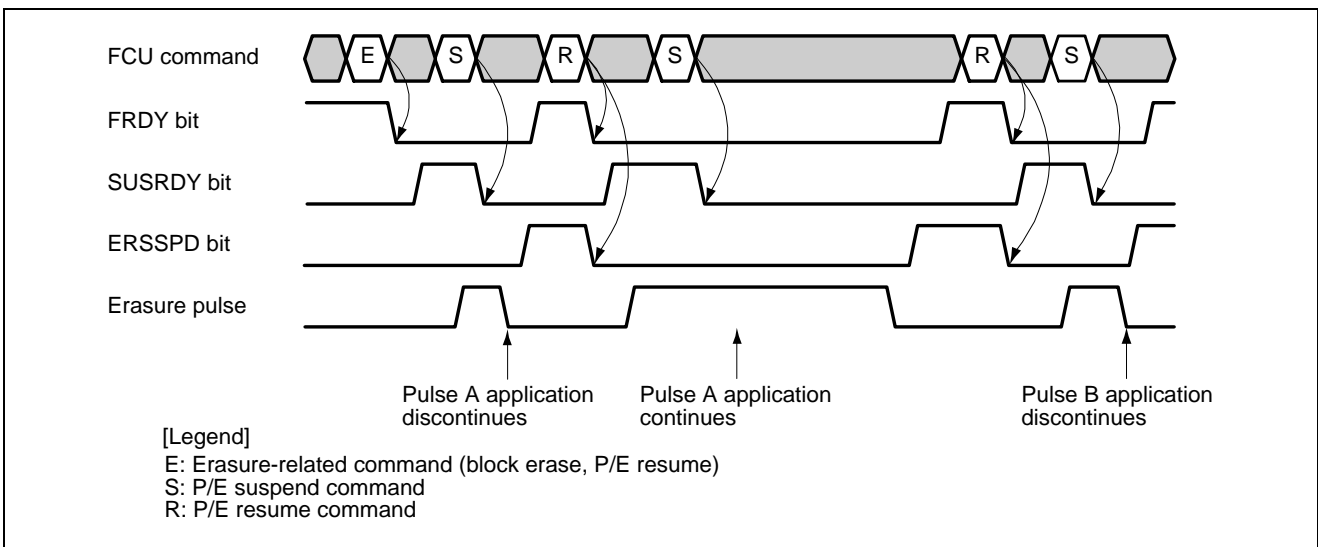 FCU command
E S R S R S
FRDY bit
SUSRDY bit
ERSSPD bit
Erasure pulse
Pulse A application
discontinues
Pulse A application
continues
Pulse B application
discontinues
[Legend]
E: Erasure-related command (block erase, P/E resume)
S: P/E suspend command
R: P/E resume command